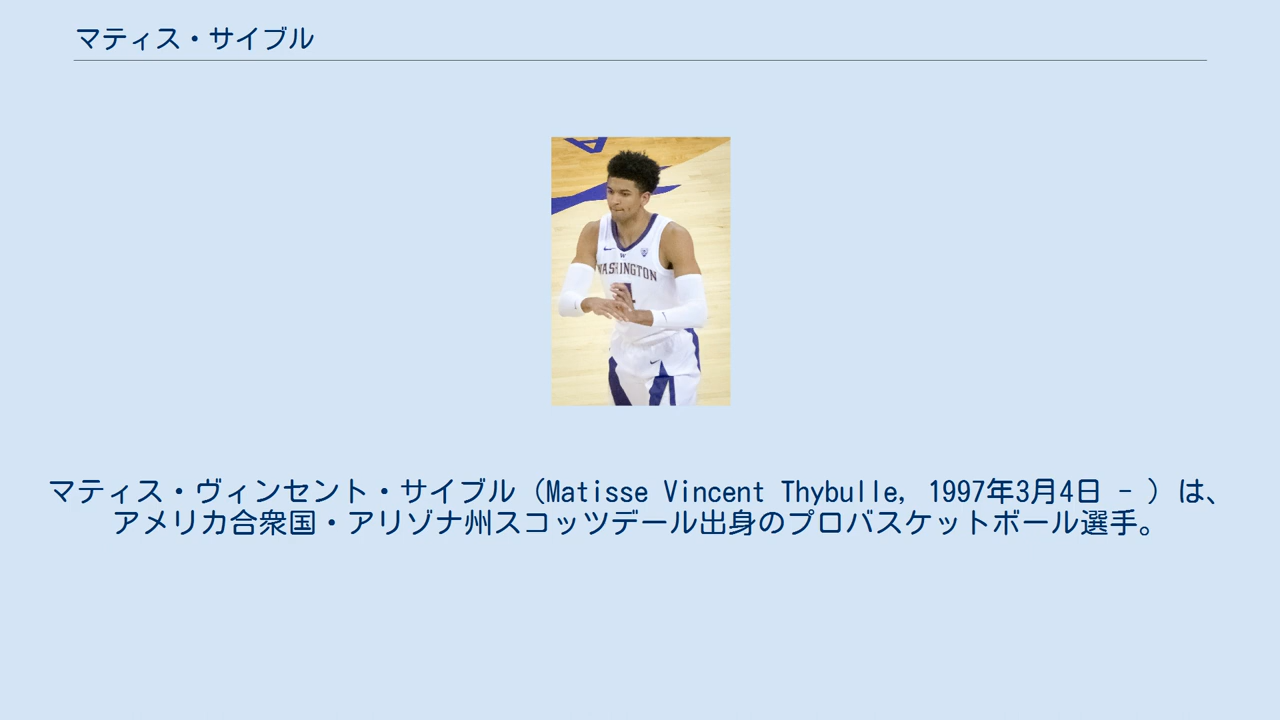 マティス・サイブル
WASHINGTON
マティス・ヴィンセント・サイブル（Matisse Vincent Thybulle, 1997年3月4日 - ）は、
アメリカ合衆国・アリゾナ州スコッツデール出身のプロバスケットボール選手。